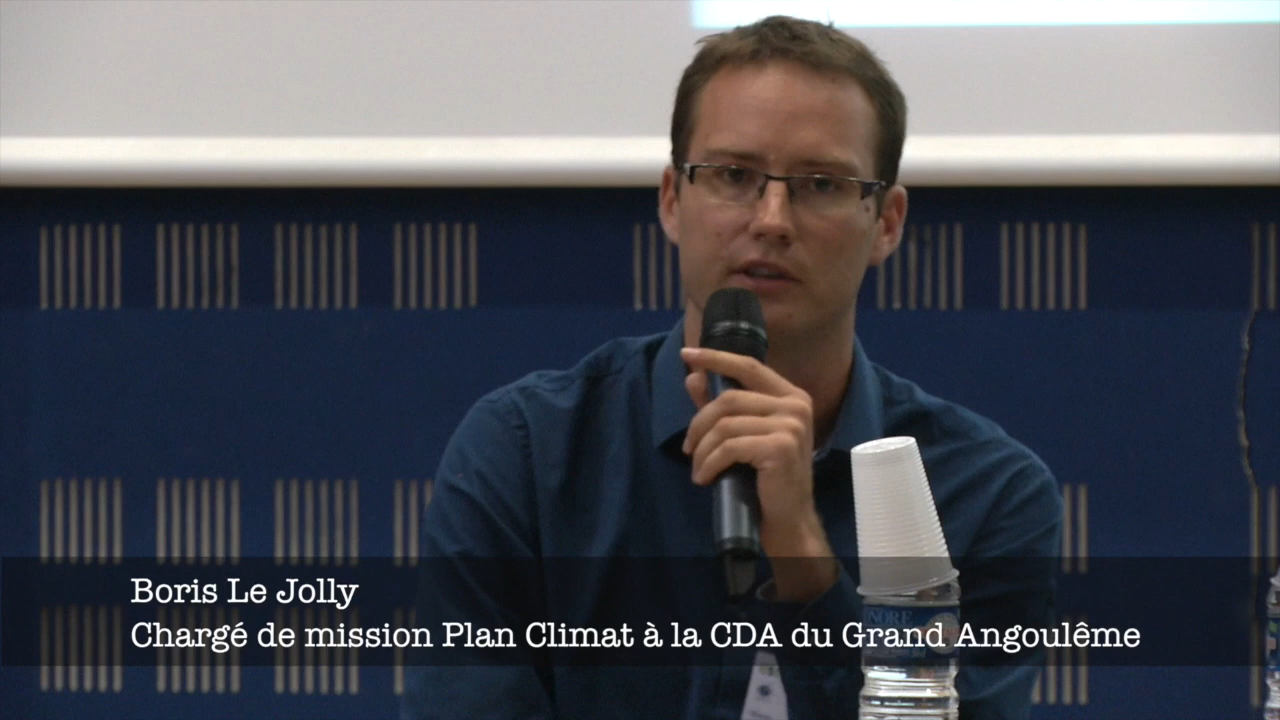 Boris Le Jolly
Chargé de mission Plan Climat à la CDA du Grand Angoulême